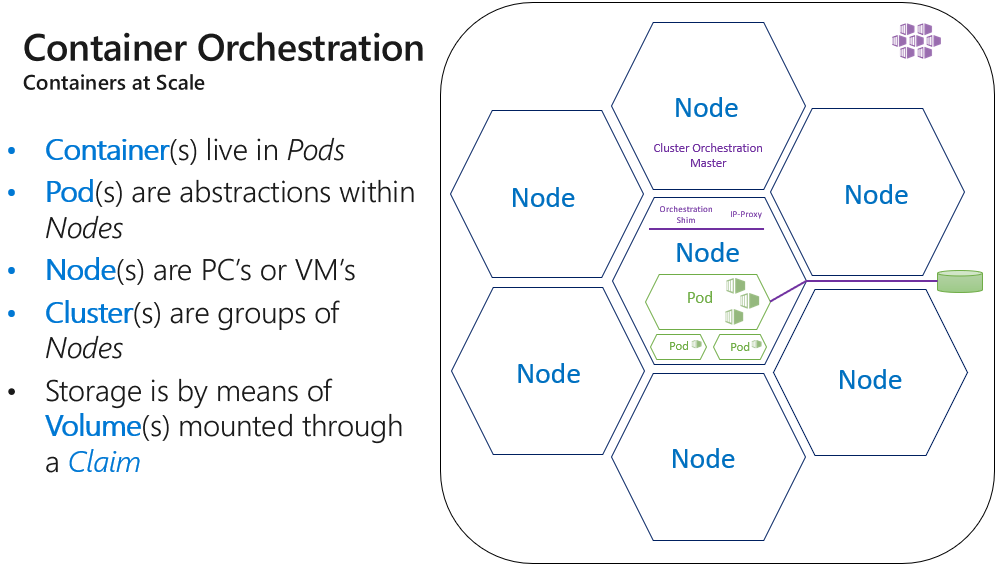 Container Orchestration
Containers at Scale
• Container(s) live in Pods
• Pod(s) are abstractions within
Nodes
• Node(s) are PC’s or VM’s
• Cluster(s) are groups of
Nodes
• Storage is by means of
Volume(s) mounted through
a Claim
Node
Cluster Orchestration
Master
Node
Node
Orchestration
Shim
IP-Proxy
Node
Pod
Pod
Pod
Node
Node
Node